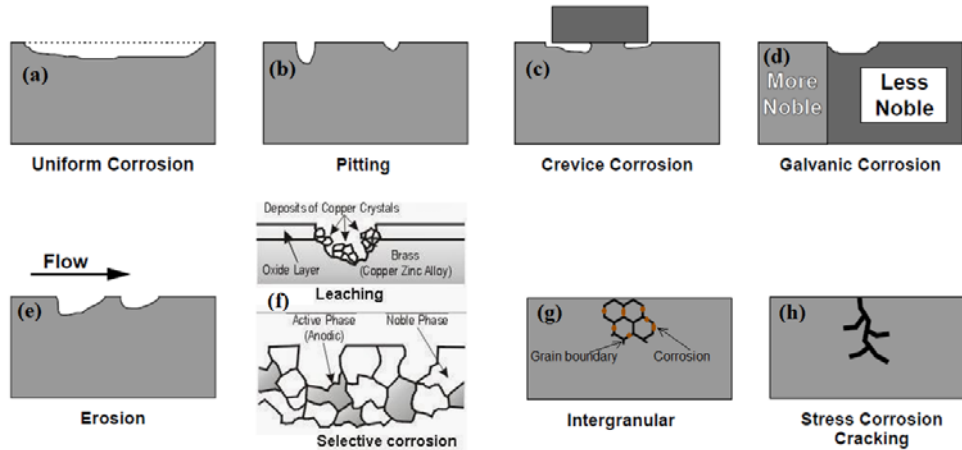 (a)
Uniform Corrosion
(b)
Pitting
(c)
Crevice Corrosion
(d)
More
Noble
Less
Noble
Galvanic Corrosion
Flow
(e)
Erosion
Deposits of Copper Crystals
Oxide Layer
Brass
(Copper Zinc Alloy)
Leaching
(f)
Active Phase
(Anodic)
Noble Phase
Selective corrosion
(g)
Grain boundary
Corrosion
Intergranular
(h)
Stress Corrosion
Cracking